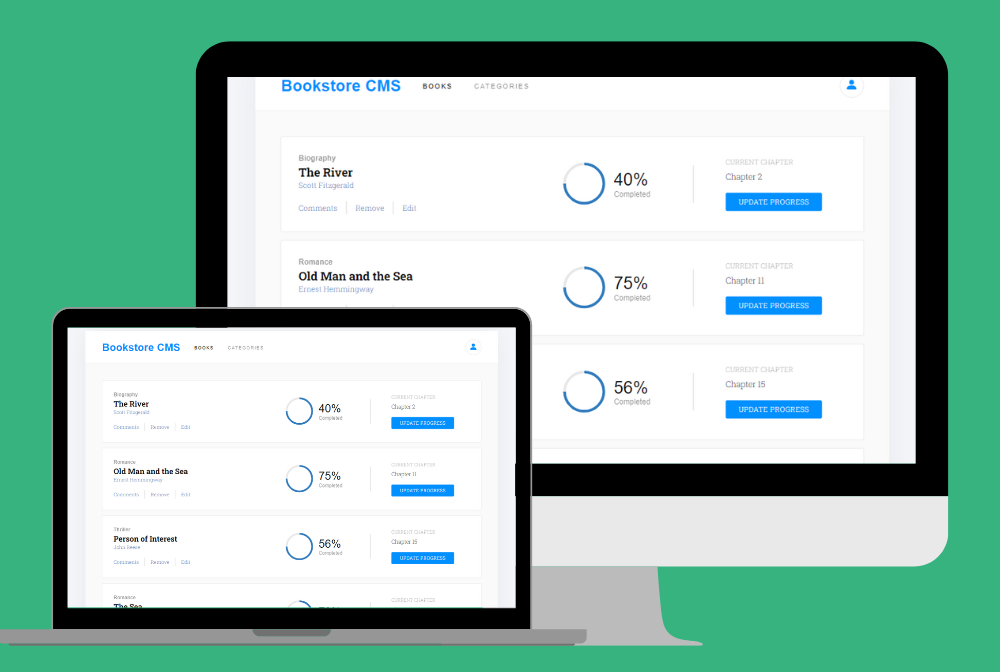 Bookstore CMS BOOKS CATEGORIES
Biography
The River
Scott Fitzgerald
Comments Remove Edit
40%
Completed
CURRENT CHAPTER
Chapter 2
UPDATE PROGRESS
Romance
Old Man and the Sea
Ernest Hemmingway
75%
Completed
CURRENT CHAPTER
Chapter 11
UPDATE PROGRESS
56%
Completed
CURRENT CHAPTER
Chapter 15
UPDATE PROGRESS
Bookstore CMS BOOKS CATEGORIES
Biography
The River
Scott Fitzgerald
Comments Remove Edit
40%
Completed
CURRENT CHAPTER
Chapter 2
UPDATE PROGRESS
Romance
Old Man and the Sea
Ernest Hemmingway
Comments Remove Edit
75%
Completed
CURRENT CHAPTER
Chapter 11
UPDATE PROGRESS
Thriller
Person of Interest
John Reese
Comments Remove Edit
56%
Completed
CURRENT CHAPTER
Chapter 15
UPDATE PROGRESS
Romance
The Sea
CURRENT CHAPTER